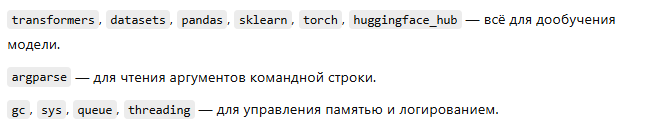 transformers, datasets, pandas, sklearn, torch, huggingface_hub — всё для дообучения
модели.
argparse — для чтения аргументов командной строки.
gc, sys, queue, threading — для управления памятью и логированием.